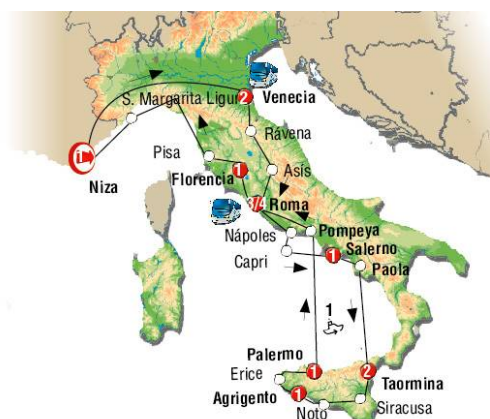 S. Margarita Ligur
2
Venecia
1
Niza
Rávena
Pisa
Asís
Florencia
1
3/4
Roma
Nápoles
Pompeya
1
Salerno
Capri
Paola
1
Palermo
1
2
Erice
Taormina
Agrigento
1
Noto
Siracusa